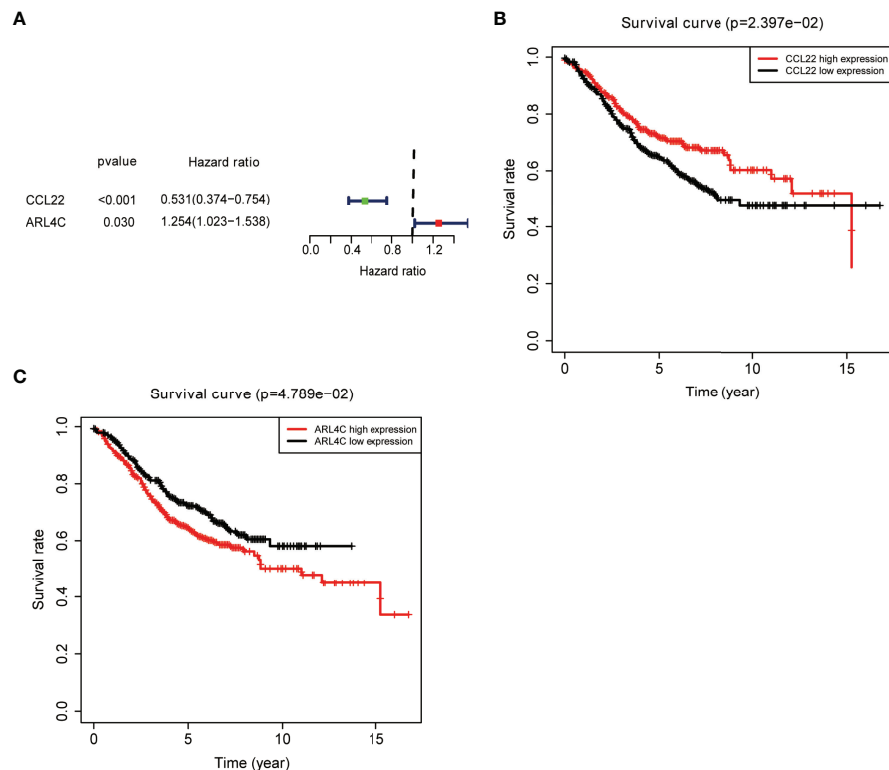 A
pvalue Hazard ratio
CCL22 <0.001 0.531(0.374−0.754)
ARL4C 0.030 1.254(1.023−1.538)
0.0 0.4 0.8 1.2
Hazard ratio
B
Survival curve (p=2.397e−02)
CCL22 high expression
CCL22 low expression
1.0
0.8
0.6
0.4
0.2
0.0
Survival rate
0 5 10 15
Time (year)
C
Survival curve (p=4.789e−02)
ARL4C high expression
ARL4C low expression
1.0
0.8
0.6
0.4
0.2
0.0
Survival rate
0 5 10 15
Time (year)